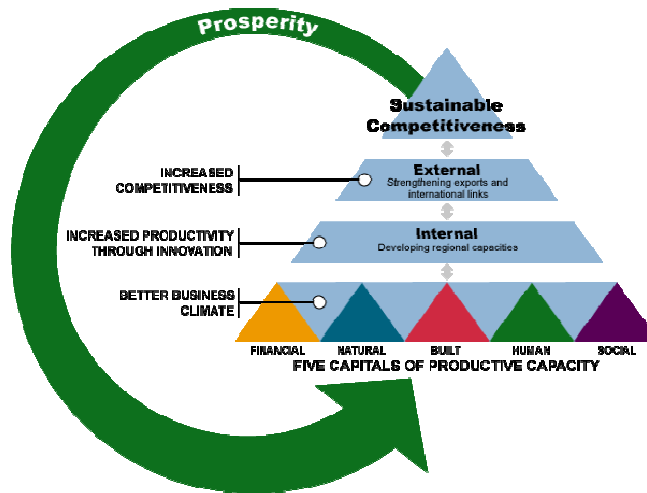 Prosperity
Sustainable
Competitiveness
INCREASED
COMPETITIVENESS
External
Strengthening exports and
international links
INCREASED PRODUCTIVITY
THROUGH INNOVATION
Internal
Developing regional capacities
BETTER BUSINESS
CLIMATE
FINANCIAL NATURAL BUILT HUMAN SOCIAL
FIVE CAPITALS OF PRODUCTIVE CAPACITY